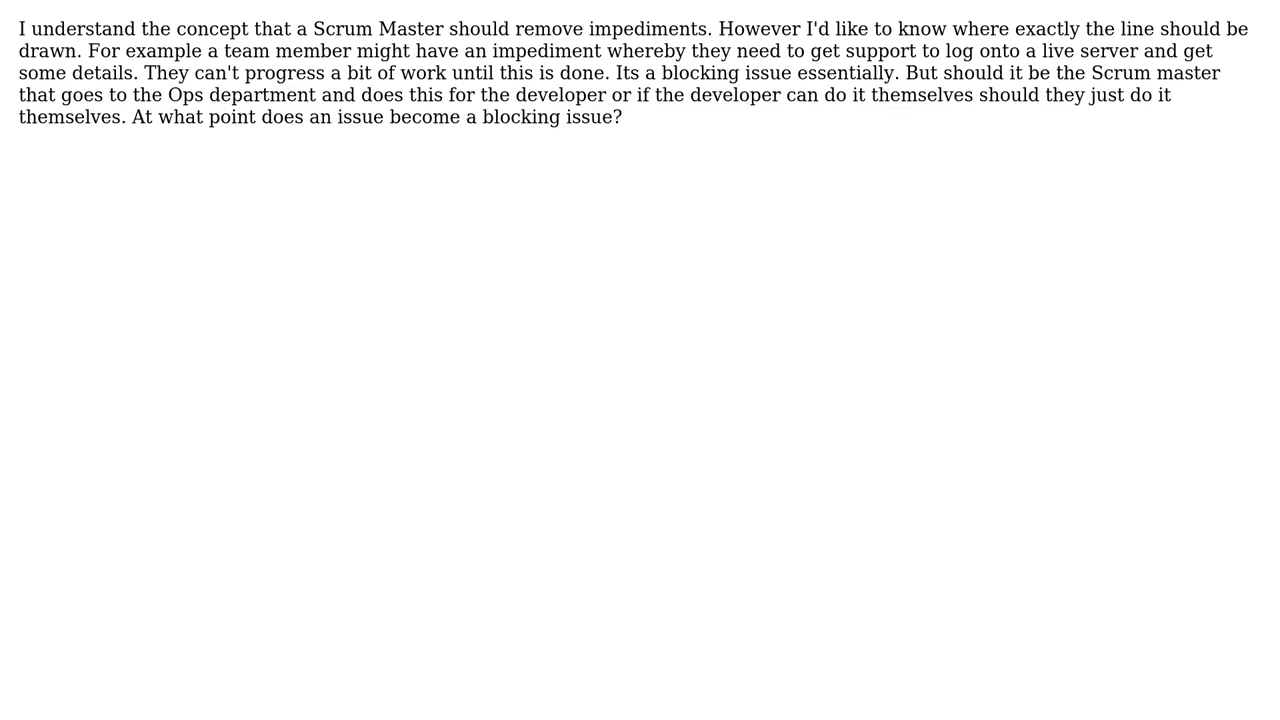 I understand the concept that a Scrum Master should remove impediments. However I'd like to know where exactly the line should be
drawn. For example a team member might have an impediment whereby they need to get support to log onto a live server and get
some details. They can't progress a bit of work until this is done. Its a blocking issue essentially. But should it be the Scrum master
that goes to the Ops department and does this for the developer or if the developer can do it themselves should they just do it
themselves. At what point does an issue become a blocking issue?